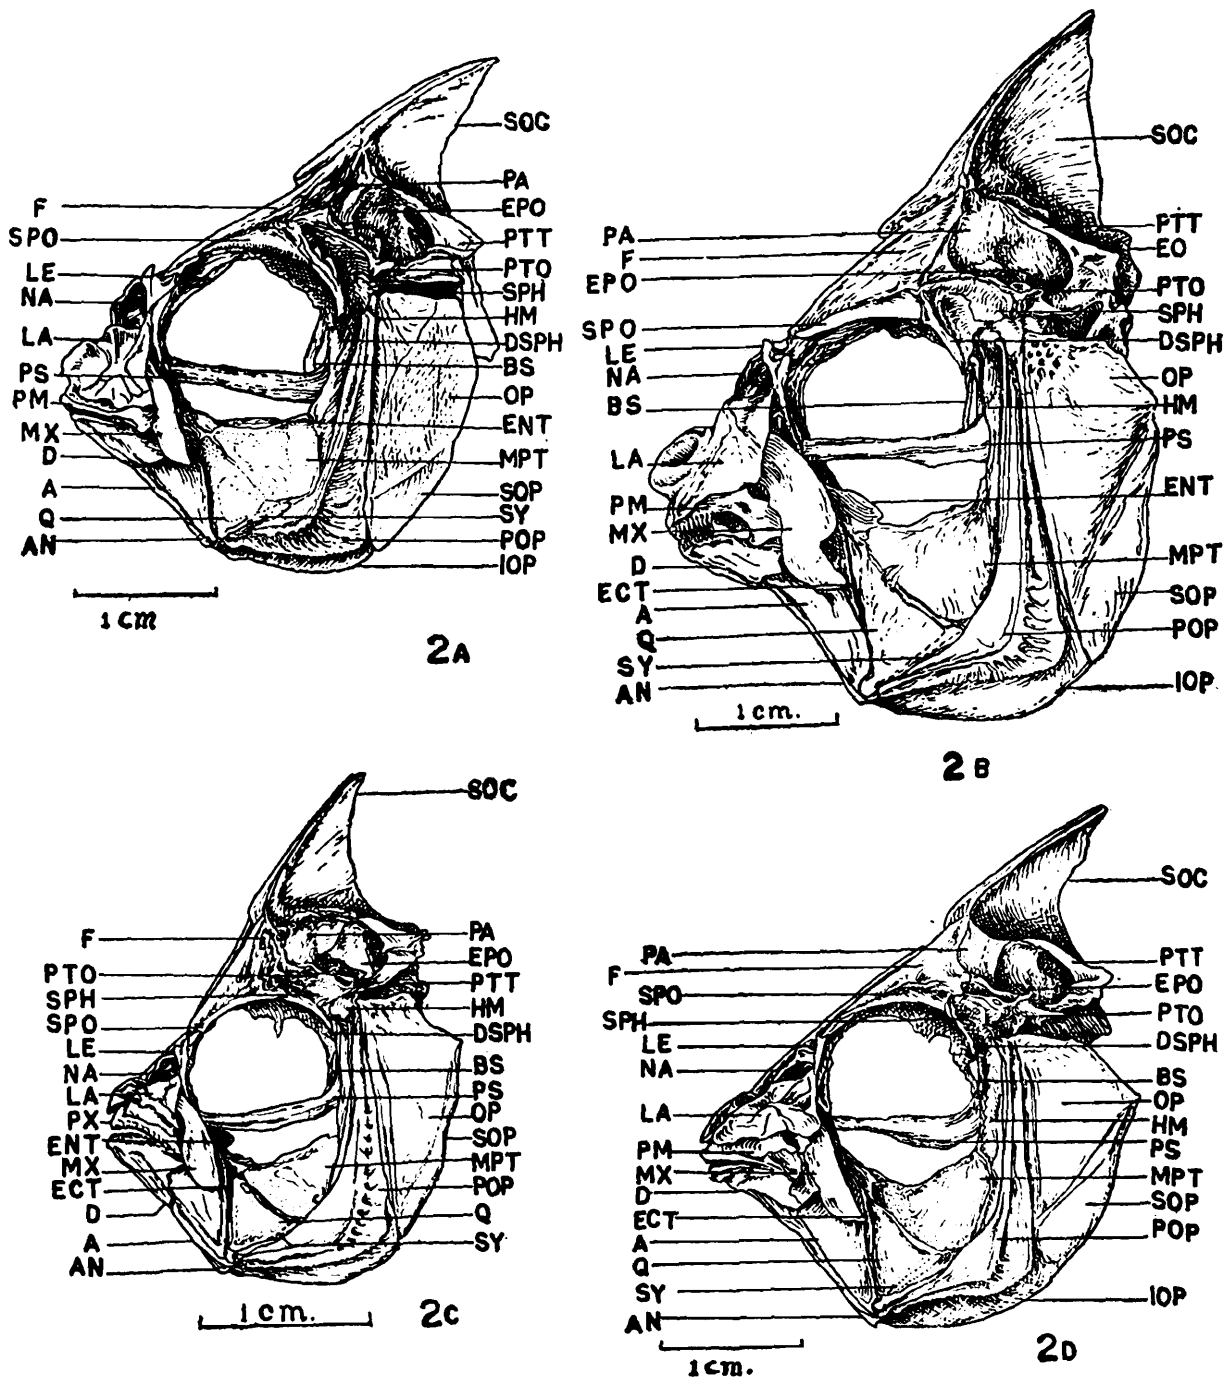 SOC
PA
F
EPO
SPO
PTT
LE
PTO
NA
SPH
HM
LA
DSPH
PS
BS
PM
OP
MX
ENT
D
MPT
A
SOP
Q
SY
AN
POP
IOP
1 cm
2A
SOC
PTT
PA
EO
F
EPO
PTO
SPH
SPO
DSPH
LE
NA
OP
BS
HM
PS
LA
ENT
PM
MX
MPT
D
ECT
SOP
A
POP
Q
SY
IOP
AN
1 cm.
2B
SOC
F
PA
EPO
PTO
PTT
SPH
HM
SPO
DSPH
LE
NA
BS
LA
PS
PX
OP
ENT
SOP
MX
MPT
ECT
POP
D
Q
A
SY
AN
1 cm.
2C
SOC
PA
PTT
F
EPO
SPO
PTO
SPH
DSPH
LE
NA
BS
OP
LA
HM
PM
PS
MX
MPT
D
SOP
ECT
POP
A
Q
SY
IOP
AN
1 cm.
2D